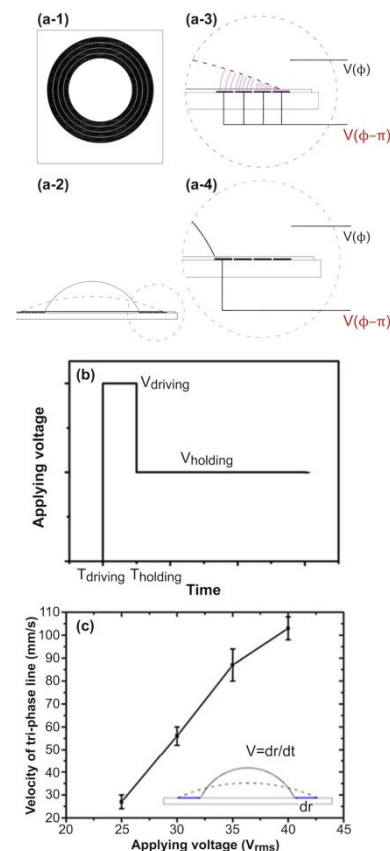 (a-1)
(a-3)
V(ϕ)
V(ϕ−π)
(a-2)
(a-4)
V(ϕ)
V(ϕ−π)
(b)
Vdriving
Vholding
Applying voltage
Tdriving Tholding
Time
(c)
110
100
90
80
70
60
50
40
30
20
Velocity of tri-phase line (mm/s)
V=dr/dt
dr
20 25 30 35 40 45
Applying voltage (Vrms)